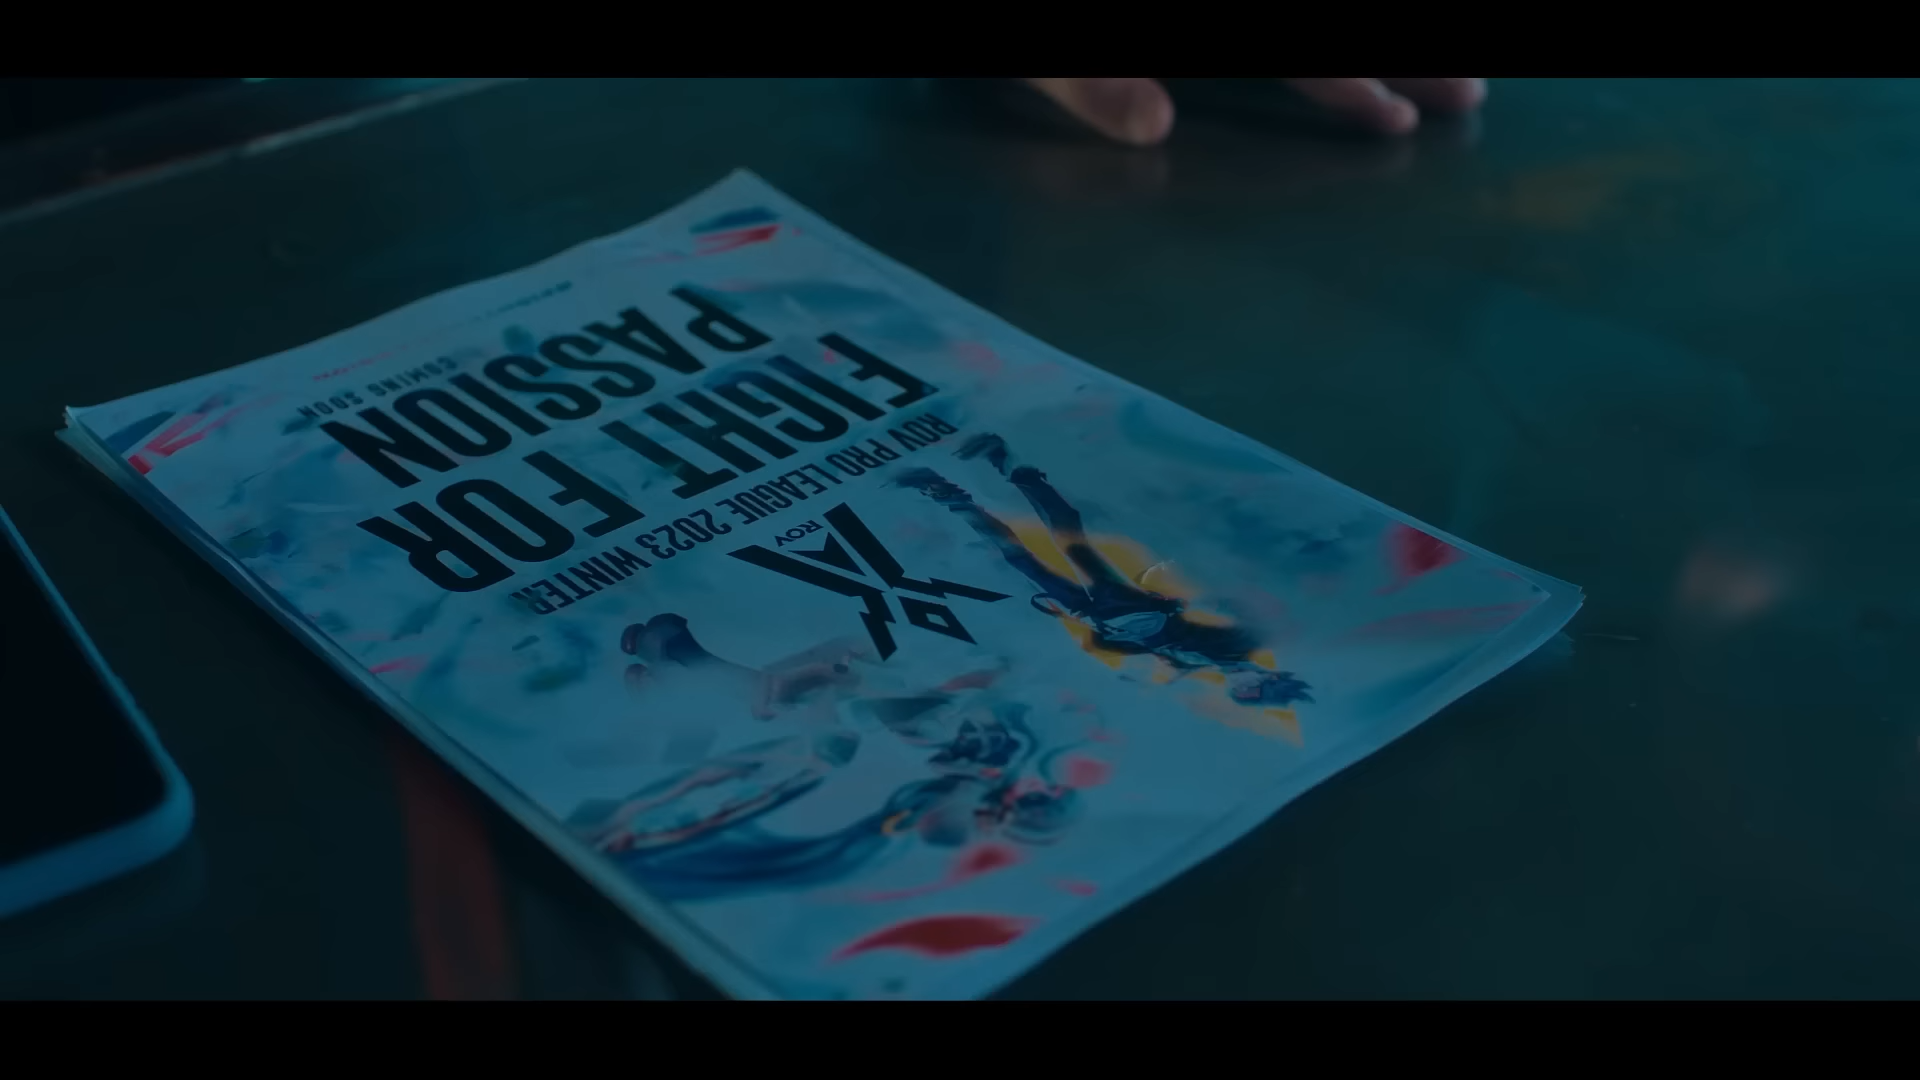 ROV
ROV PRO LEAGUE 2023 WINTER
FIGHT FOR
PASSION
COMING SOON